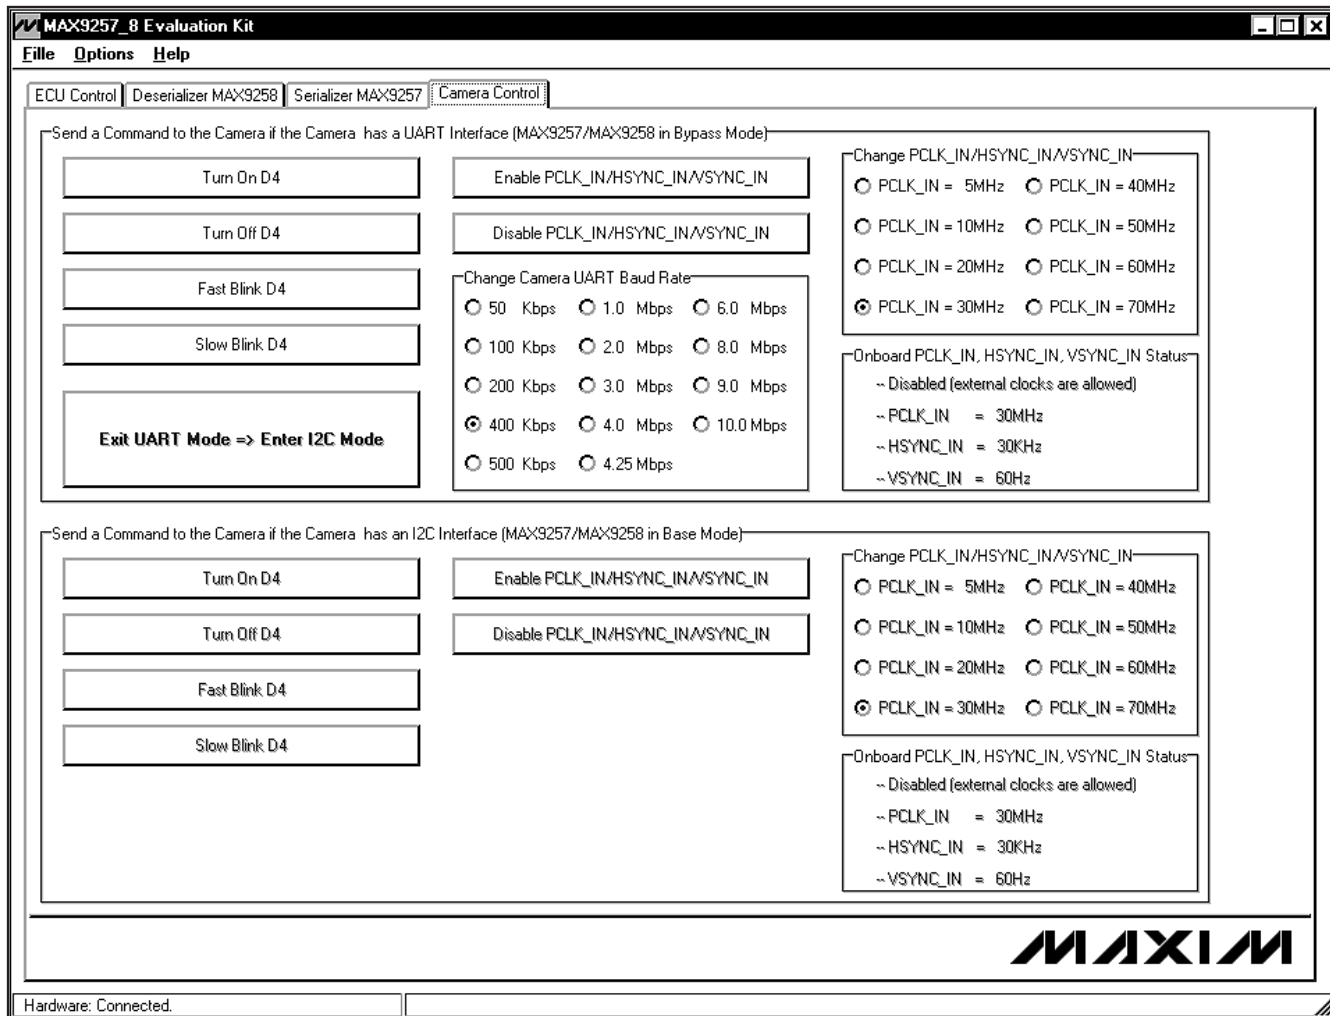 MAX9257_8 Evaluation Kit
Fille Options Help
ECU Control Deserializer MAX9258 Serializer MAX9257 Camera Control
Send a Command to the Camera if the Camera has a UART Interface (MAX9257/MAX9258 in Bypass Mode)
Turn On D4
Turn Off D4
Fast Blink D4
Slow Blink D4
Exit UART Mode => Enter I2C Mode
Enable PCLK_IN/HSYNC_IN/VSYNC_IN
Disable PCLK_IN/HSYNC_IN/VSYNC_IN
Change Camera UART Baud Rate
50 Kbps 1.0 Mbps 6.0 Mbps
100 Kbps 2.0 Mbps 8.0 Mbps
200 Kbps 3.0 Mbps 9.0 Mbps
400 Kbps 4.0 Mbps 10.0 Mbps
500 Kbps 4.25 Mbps
Change PCLK_IN/HSYNC_IN/VSYNC_IN
PCLK_IN = 5MHz PCLK_IN = 40MHz
PCLK_IN = 10MHz PCLK_IN = 50MHz
PCLK_IN = 20MHz PCLK_IN = 60MHz
PCLK_IN = 30MHz PCLK_IN = 70MHz
Onboard PCLK_IN, HSYNC_IN, VSYNC_IN Status
-- Disabled (external clocks are allowed)
-- PCLK_IN = 30MHz
-- HSYNC_IN = 30KHz
-- VSYNC_IN = 60Hz
Send a Command to the Camera if the Camera has an I2C Interface (MAX9257/MAX9258 in Base Mode)
Turn On D4
Turn Off D4
Fast Blink D4
Slow Blink D4
Enable PCLK_IN/HSYNC_IN/VSYNC_IN
Disable PCLK_IN/HSYNC_IN/VSYNC_IN
Change PCLK_IN/HSYNC_IN/VSYNC_IN
PCLK_IN = 5MHz PCLK_IN = 40MHz
PCLK_IN = 10MHz PCLK_IN = 50MHz
PCLK_IN = 20MHz PCLK_IN = 60MHz
PCLK_IN = 30MHz PCLK_IN = 70MHz
Onboard PCLK_IN, HSYNC_IN, VSYNC_IN Status
-- Disabled (external clocks are allowed)
-- PCLK_IN = 30MHz
-- HSYNC_IN = 30KHz
-- VSYNC_IN = 60Hz
MAXIM
Hardware: Connected.